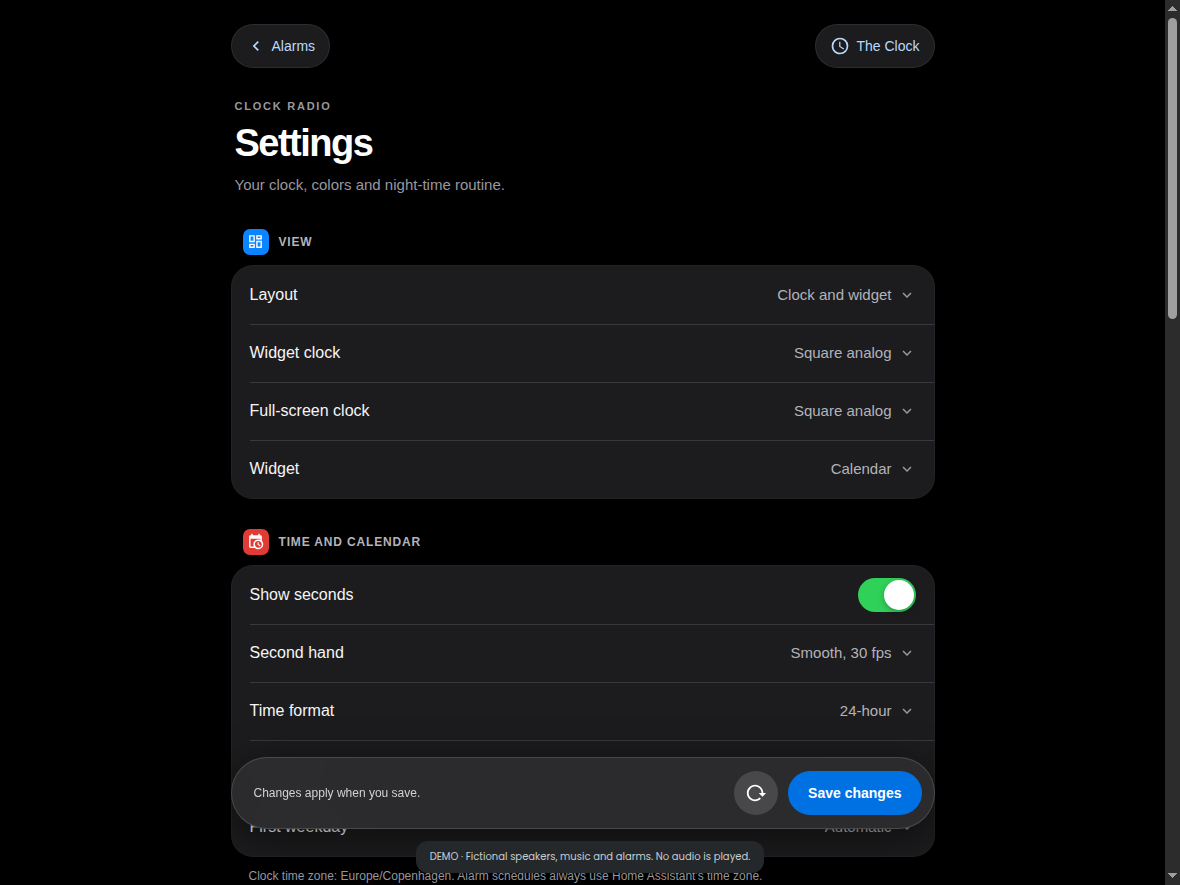 Alarms
The Clock
CLOCK RADIO
Settings
Your clock, colors and night-time routine.
VIEW
Layout Clock and widget
Widget clock Square analog
Full-screen clock Square analog
Widget Calendar
TIME AND CALENDAR
Show seconds
Second hand Smooth, 30 fps
Time format 24-hour
Changes apply when you save. Save changes
First weekday Automatic
DEMO · Fictional speakers, music and alarms. No audio is played.
Clock time zone: Europe/Copenhagen. Alarm schedules always use Home Assistant's time zone.